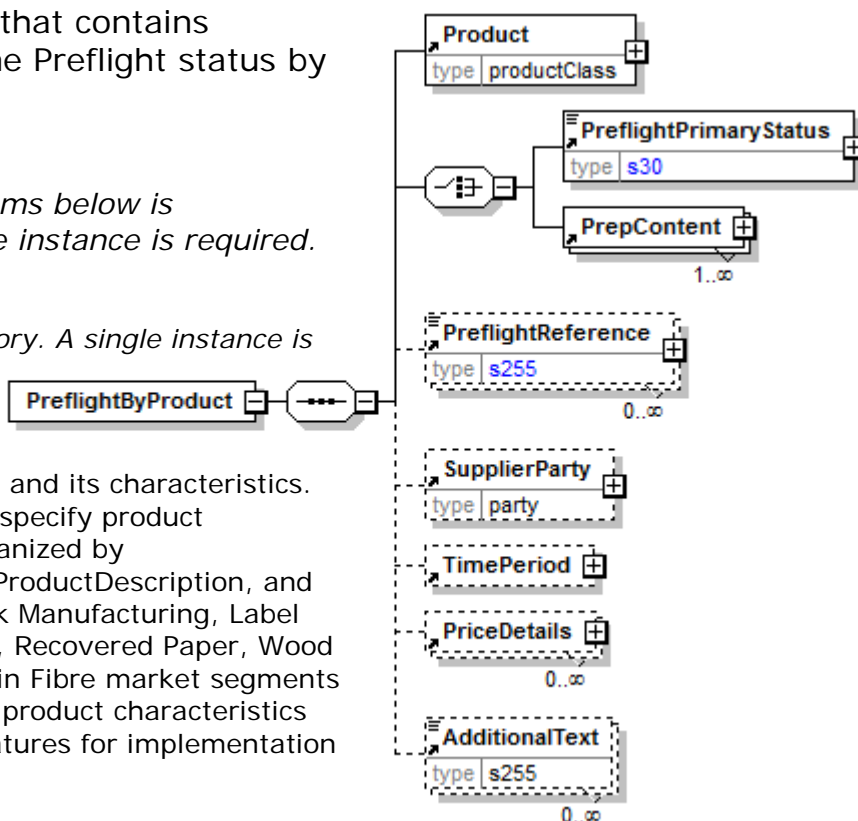 that contains
ne Preflight status by
ms below is
e instance is required.
ory. A single instance is
and its characteristics.
specify product
anized by
ProductDescription, and
k Manufacturing, Label
, Recovered Paper, Wood
in Fibre market segments
product characteristics
atures for implementation
PreflightByProduct
Product
type productClass
PreflightPrimaryStatus
type s30
PrepContent
1..∞
PreflightReference
type s255
0..∞
SupplierParty
type party
TimePeriod
PriceDetails
0..∞
AdditionalText
type s255
0..∞